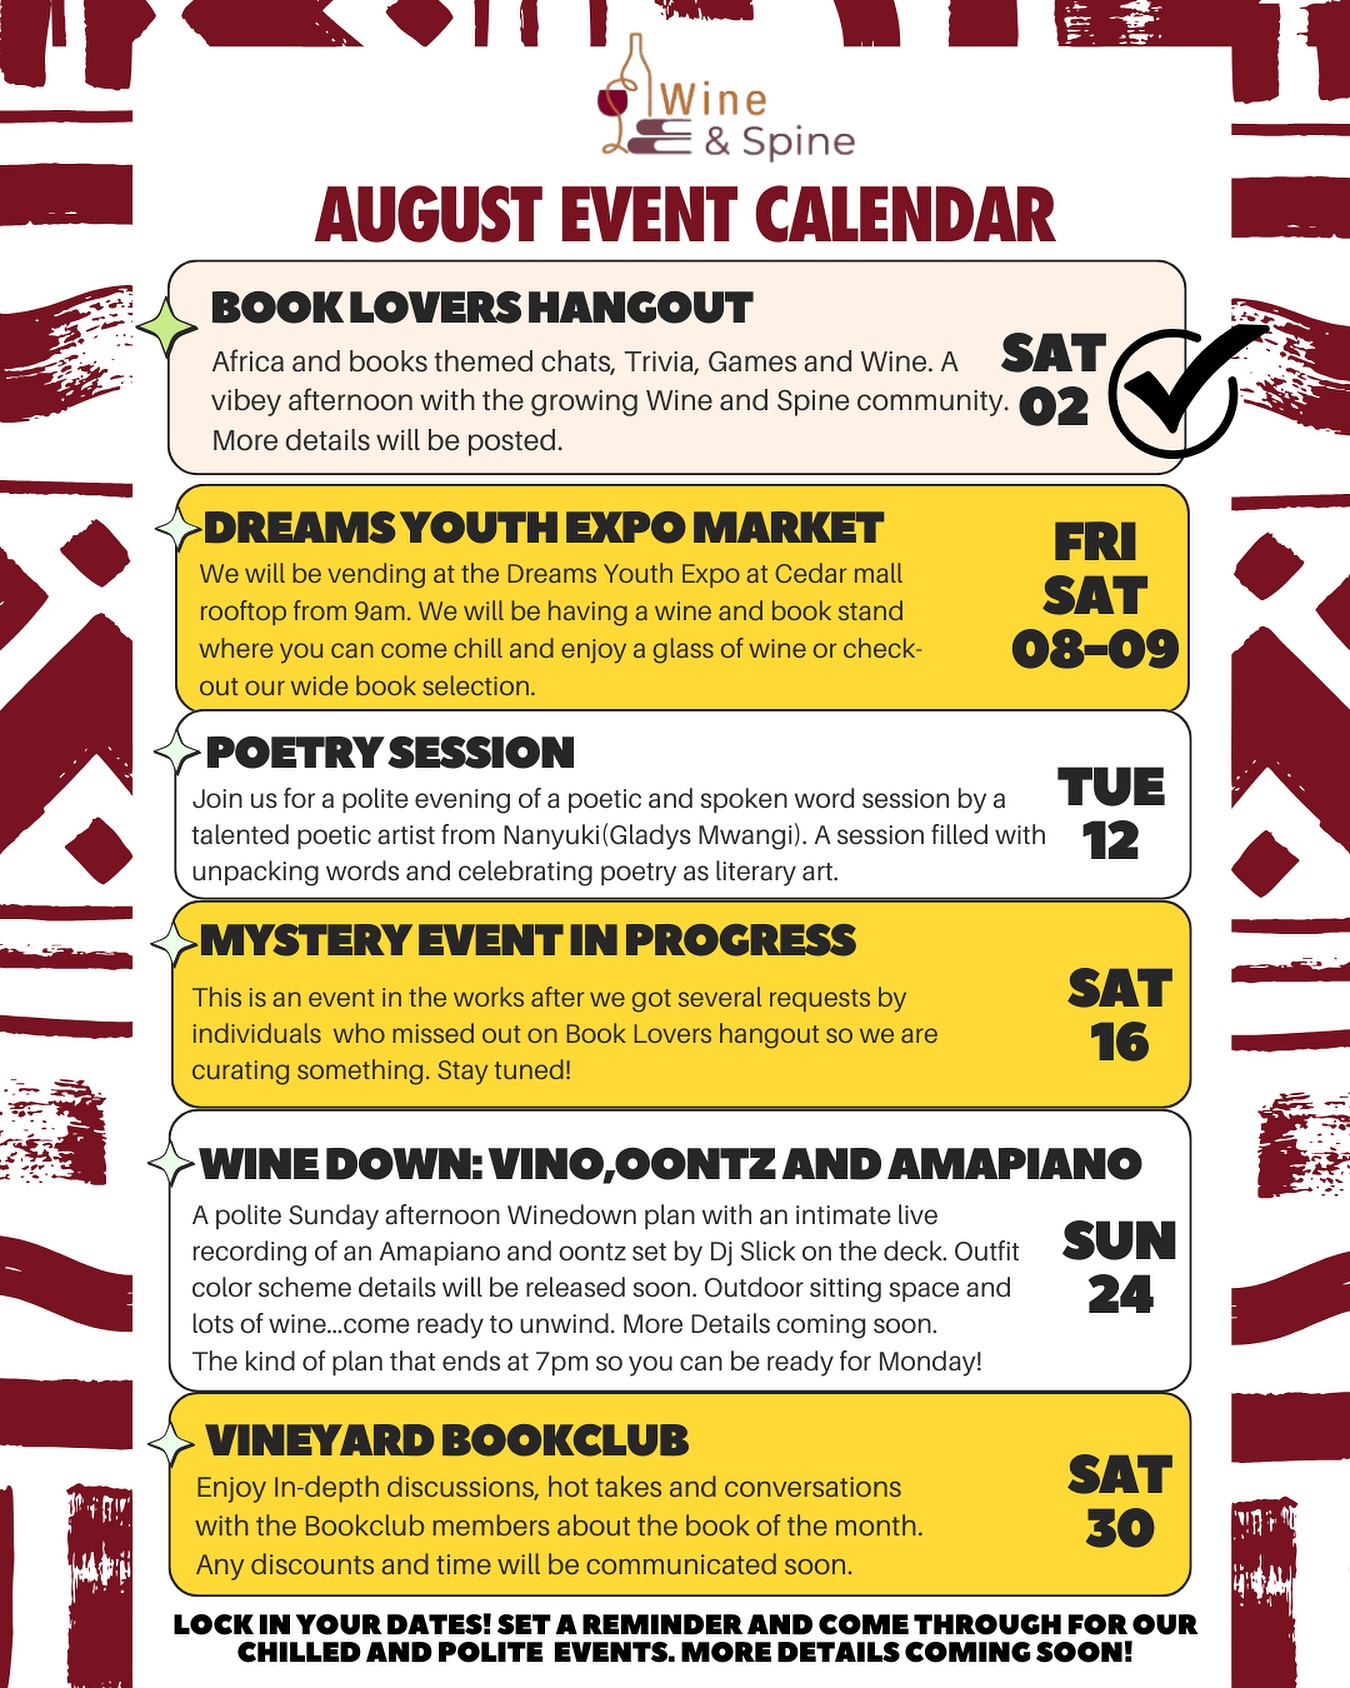 Wine
& Spine
AUGUST EVENT CALENDAR
BOOK LOVERS HANGOUT
Africa and books themed chats, Trivia, Games and Wine. A
vibey afternoon with the growing Wine and Spine community.
More details will be posted.
SAT
02
DREAMS YOUTH EXPO MARKET
We will be vending at the Dreams Youth Expo at Cedar mall
rooftop from 9am. We will be having a wine and book stand
where you can come chill and enjoy a glass of wine or check-
out our wide book selection.
FRI
SAT
08-09
POETRY SESSION
Join us for a polite evening of a poetic and spoken word session by a
talented poetic artist from Nanyuki(Gladys Mwangi). A session filled with
unpacking words and celebrating poetry as literary art.
TUE
12
MYSTERY EVENT IN PROGRESS
This is an event in the works after we got several requests by
individuals  who missed out on Book Lovers hangout so we are
curating something. Stay tuned!
SAT
16
WINE DOWN: VINO,OONTZ AND AMAPIANO
A polite Sunday afternoon Winedown plan with an intimate live
recording of an Amapiano and oontz set by Dj Slick on the deck. Outfit
color scheme details will be released soon. Outdoor sitting space and
lots of wine...come ready to unwind. More Details coming soon.
The kind of plan that ends at 7pm so you can be ready for Monday!
SUN
24
VINEYARD BOOKCLUB
Enjoy In-depth discussions, hot takes and conversations
with the Bookclub members about the book of the month.
Any discounts and time will be communicated soon.
SAT
30
LOCK IN YOUR DATES! SET A REMINDER AND COME THROUGH FOR OUR
CHILLED AND POLITE  EVENTS. MORE DETAILS COMING SOON!